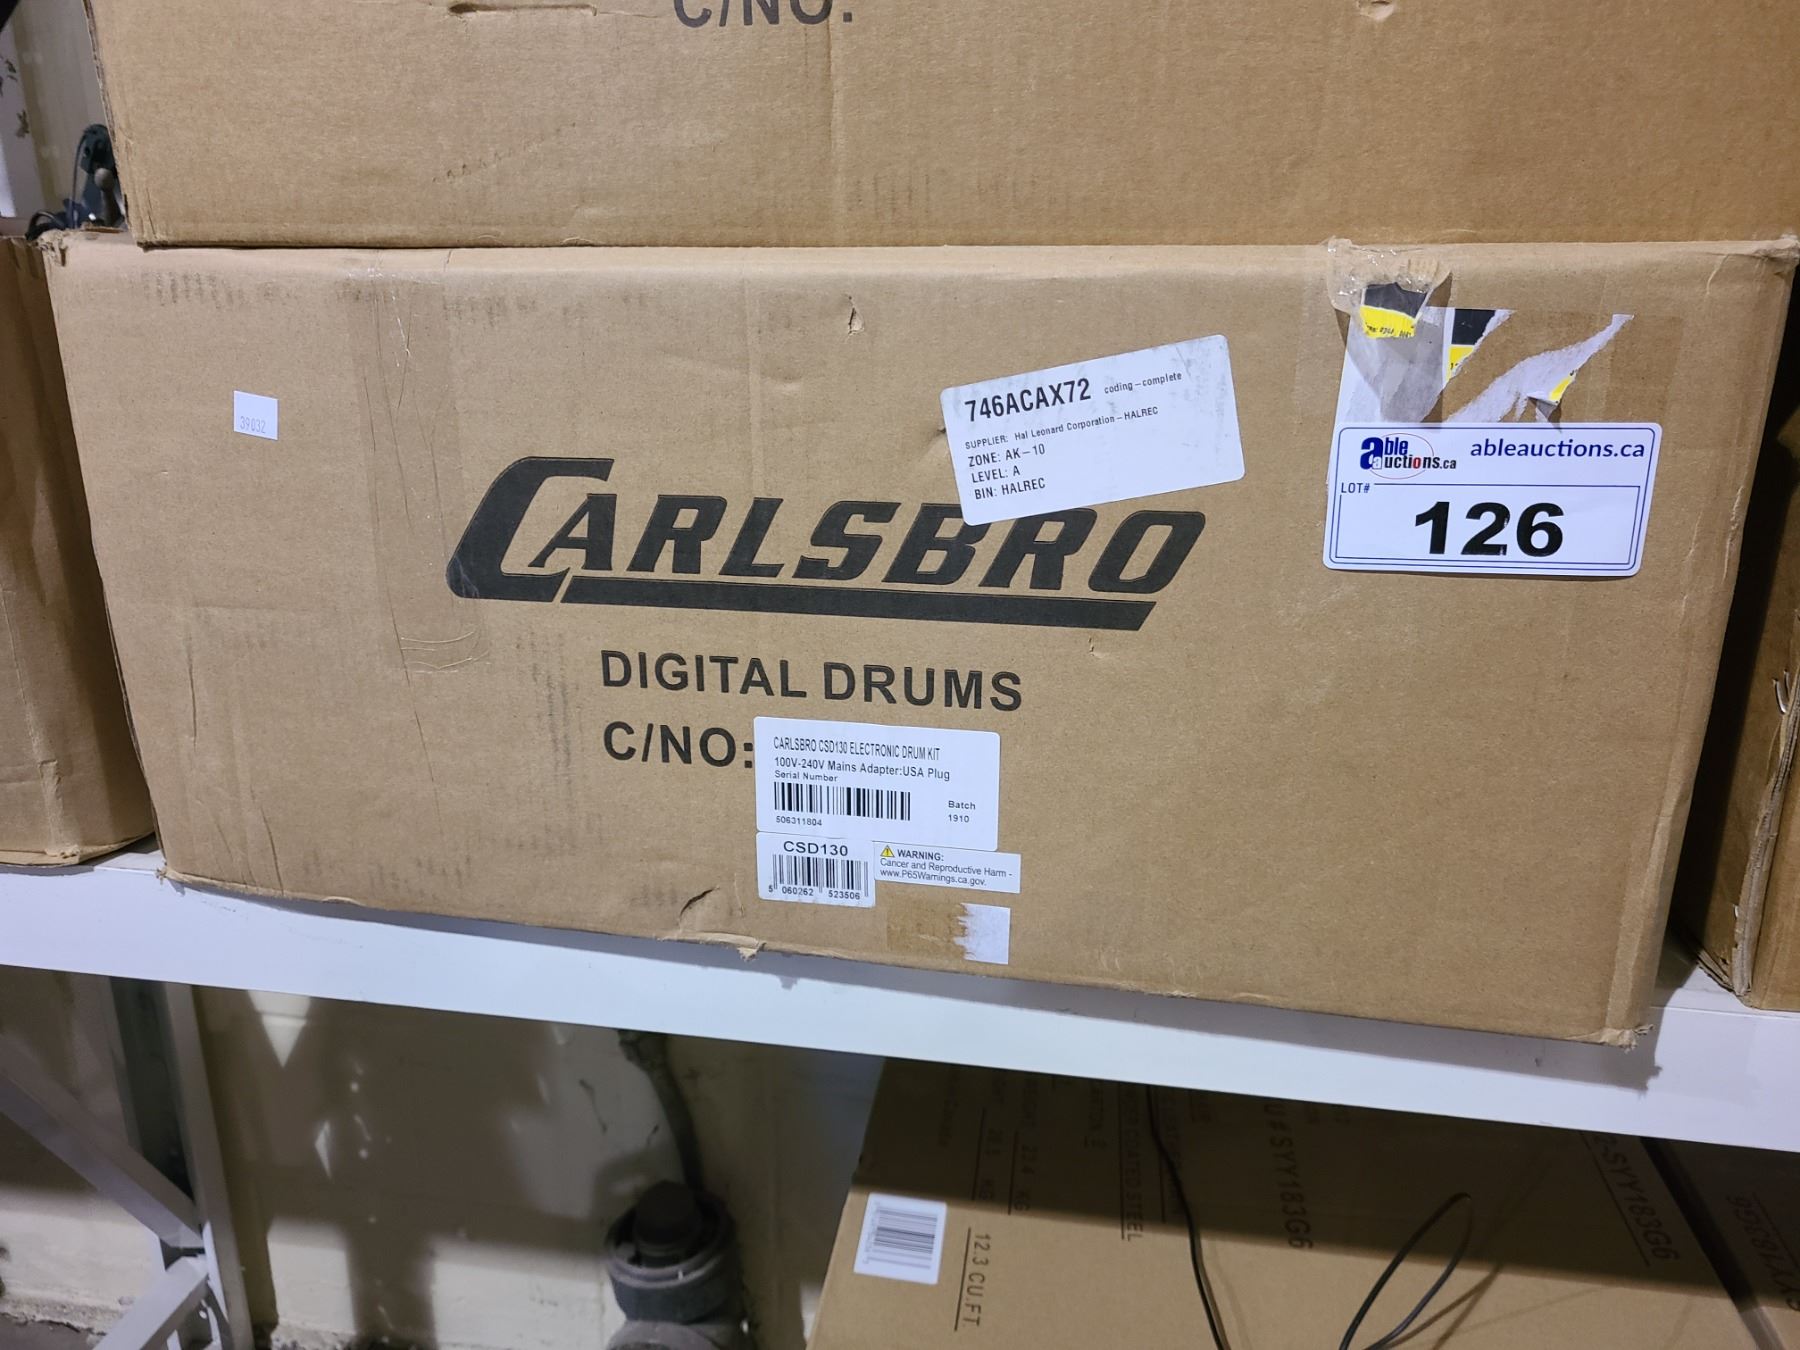 C/NO:
39032
746ACAX72 coding-complete
SUPPLIER: Hal Leonard Corporation-HALREC
ZONE: AK-10
LEVEL: A
BIN: HALREC
able auctions.ca
ableauctions.ca
LOT#
126
CARLSBRO
DIGITAL DRUMS
C/NO:
CARLSBRO CSD130 ELECTRONIC DRUM KIT
100V-240V Mains Adapter:USA Plug
Serial Number
506311804
Batch
1910
CSD130
5 060262 523506
WARNING:
Cancer and Reproductive Harm -
www.P65Warnings.ca.gov.
12.3 CU.FT